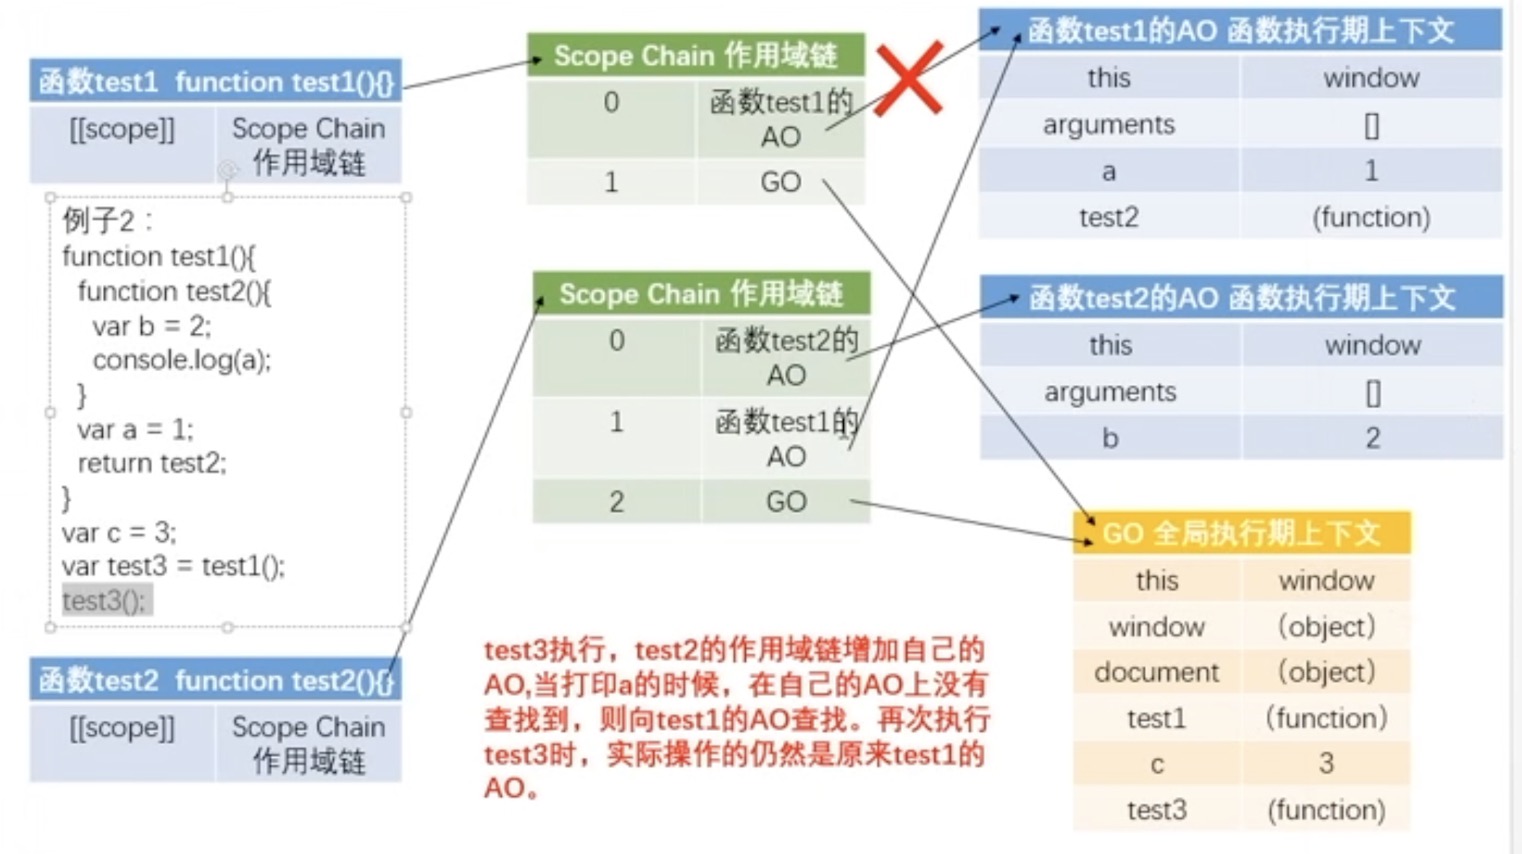 函数test1 function test1(){}
[[scope]] Scope Chain
作用域链
例子2：
function test1(){
function test2(){
var b = 2;
console.log(a);
}
var a = 1;
return test2;
}
var c = 3;
var test3 = test1();
test3();
函数test2 function test2(){}
[[scope]] Scope Chain
作用域链
Scope Chain 作用域链
0 函数test1的
AO
1 GO
Scope Chain 作用域链
0 函数test2的
AO
1 函数test1的
AO
2 GO
test3执行，test2的作用域链增加自己的
AO,当打印a的时候，在自己的AO上没有
查找到，则向test1的AO查找。再次执行
test3时，实际操作的仍然是原来test1的
AO。
函数test1的AO 函数执行期上下文
this window
arguments []
a 1
test2 (function)
函数test2的AO 函数执行期上下文
this window
arguments []
b 2
GO 全局执行期上下文
this window
window （object）
document （object）
test1 （function）
c 3
test3 (function)